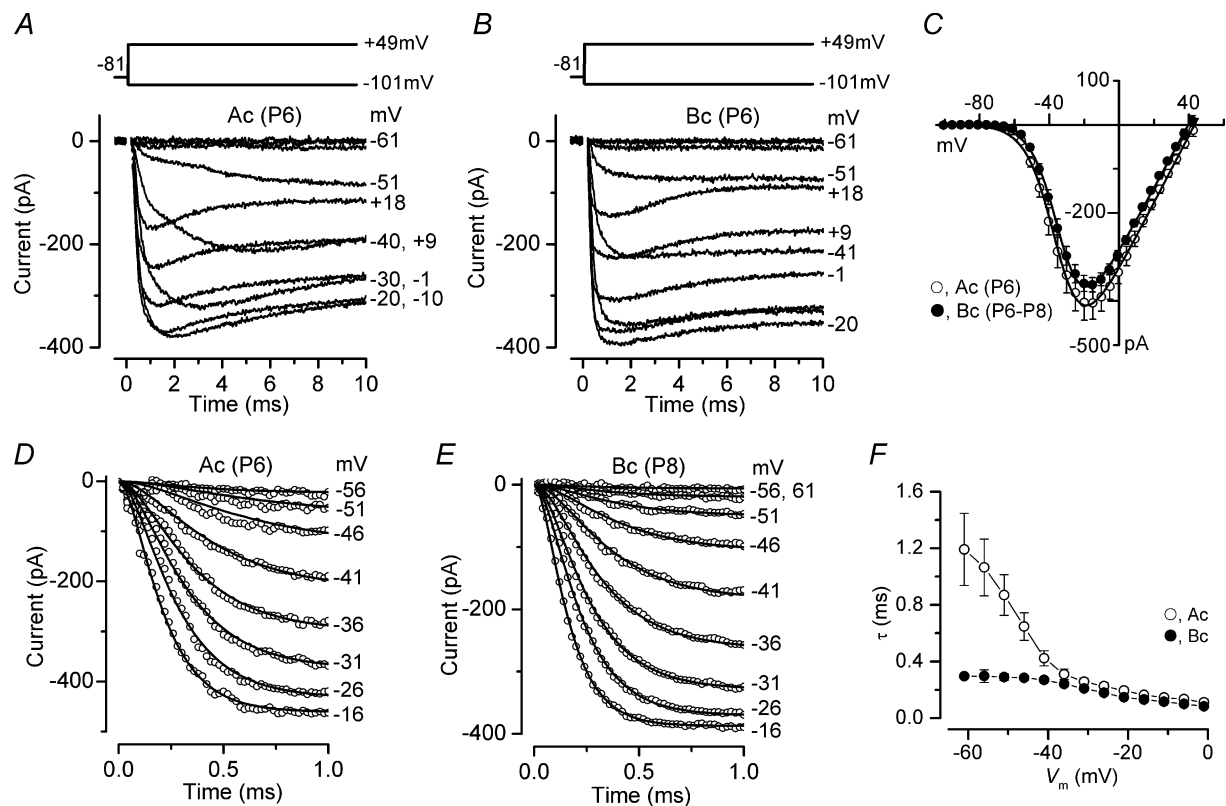 A
+49mV
-81
-101mV
Ac (P6)
mV
0
-200
-400
Current (pA)
-61
-51
+18
-40, +9
-30, -1
-20, -10
0 2 4 6 8 10
Time (ms)
B
+49mV
-81
-101mV
Bc (P6)
mV
0
-200
-400
Current (pA)
-61
-51
+18
+9
-41
-1
-20
0 2 4 6 8 10
Time (ms)
C
100
-80 -40 40
mV
-200
-500
pA
, Ac (P6)
, Bc (P6-P8)
D
Ac (P6)
mV
0
-200
-400
Current (pA)
-56
-51
-46
-41
-36
-31
-26
-16
0.0 0.5 1.0
Time (ms)
E
Bc (P8)
mV
0
-200
-400
Current (pA)
-56, 61
-51
-46
-41
-36
-31
-26
-16
0.0 0.5 1.0
Time (ms)
F
1.6
1.2
0.8
0.4
0.0
τ (ms)
, Ac
, Bc
-60 -40 -20 0
Vm (mV)